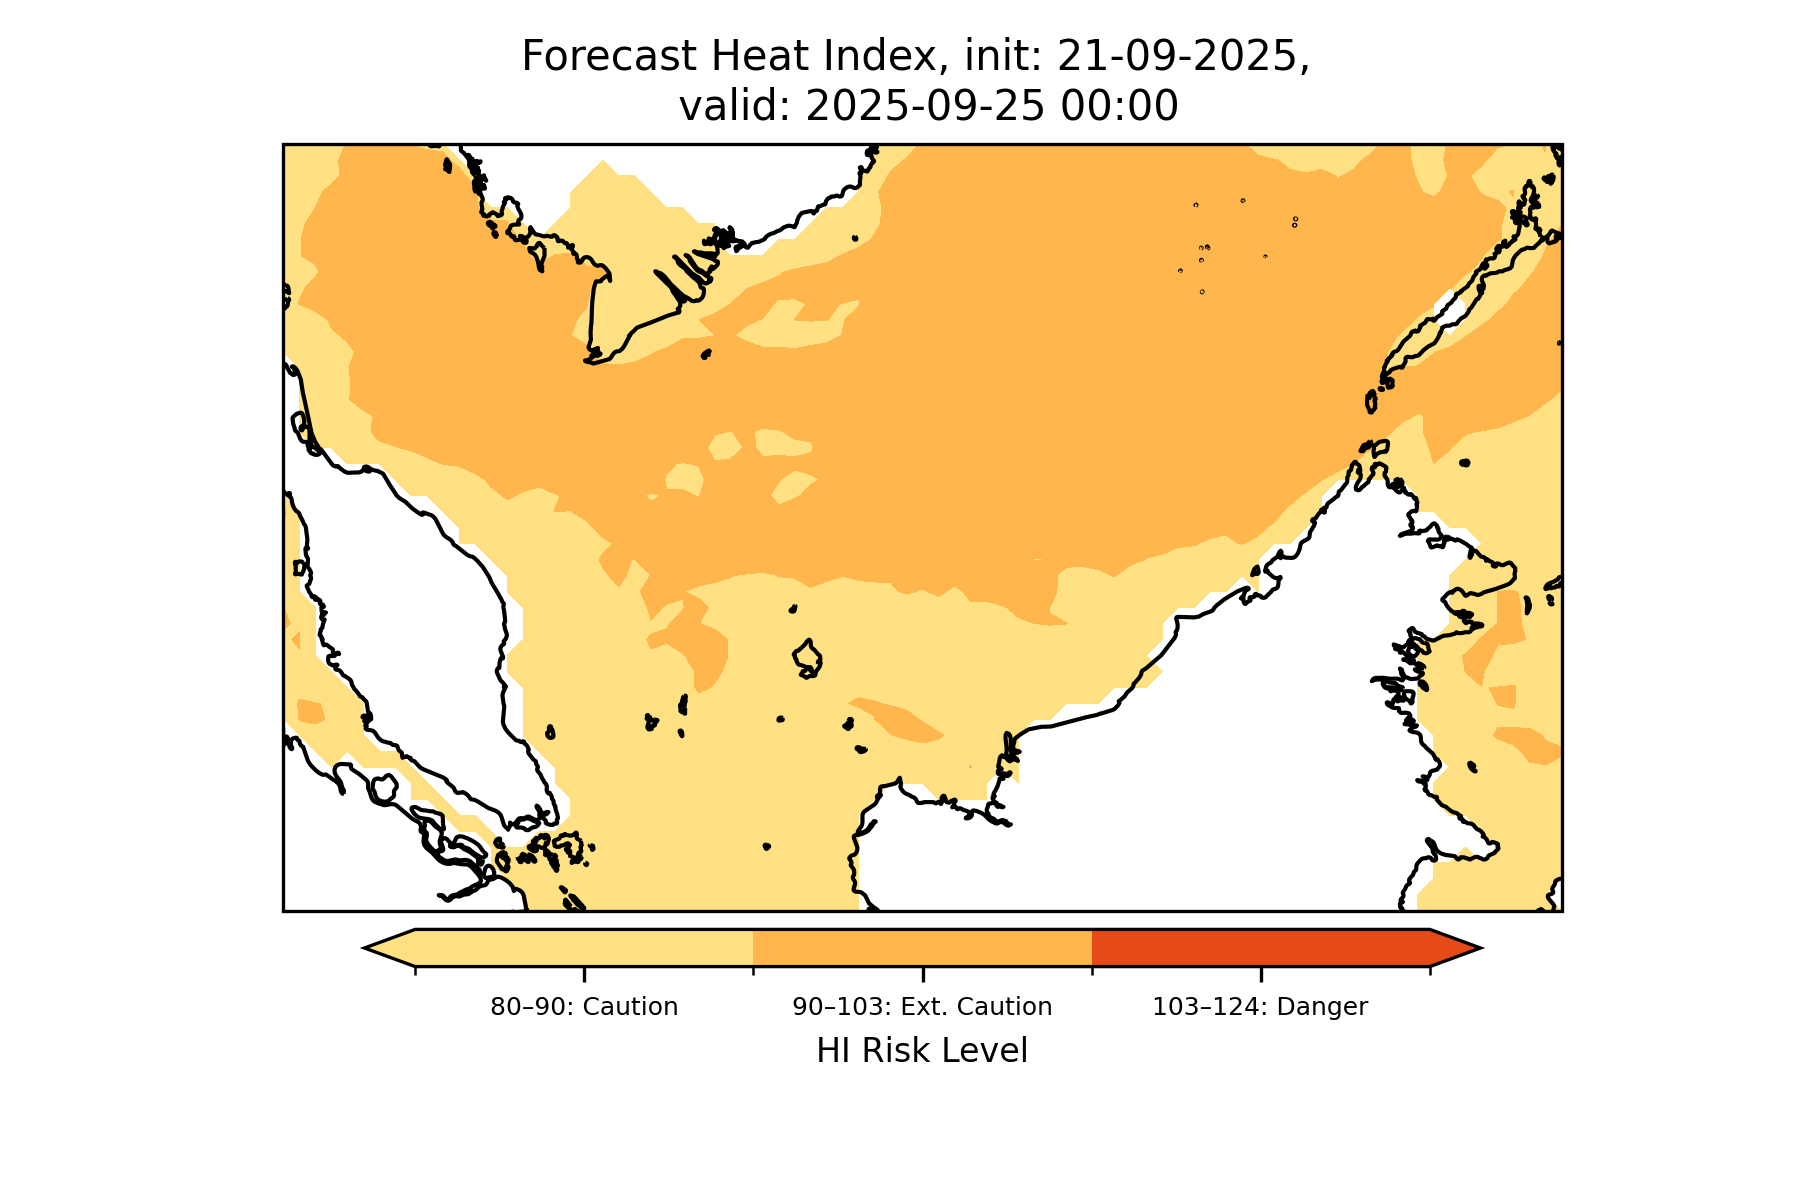 Forecast Heat Index, init: 21-09-2025,
valid: 2025-09-25 00:00
80–90: Caution
90–103: Ext. Caution
103–124: Danger
HI Risk Level